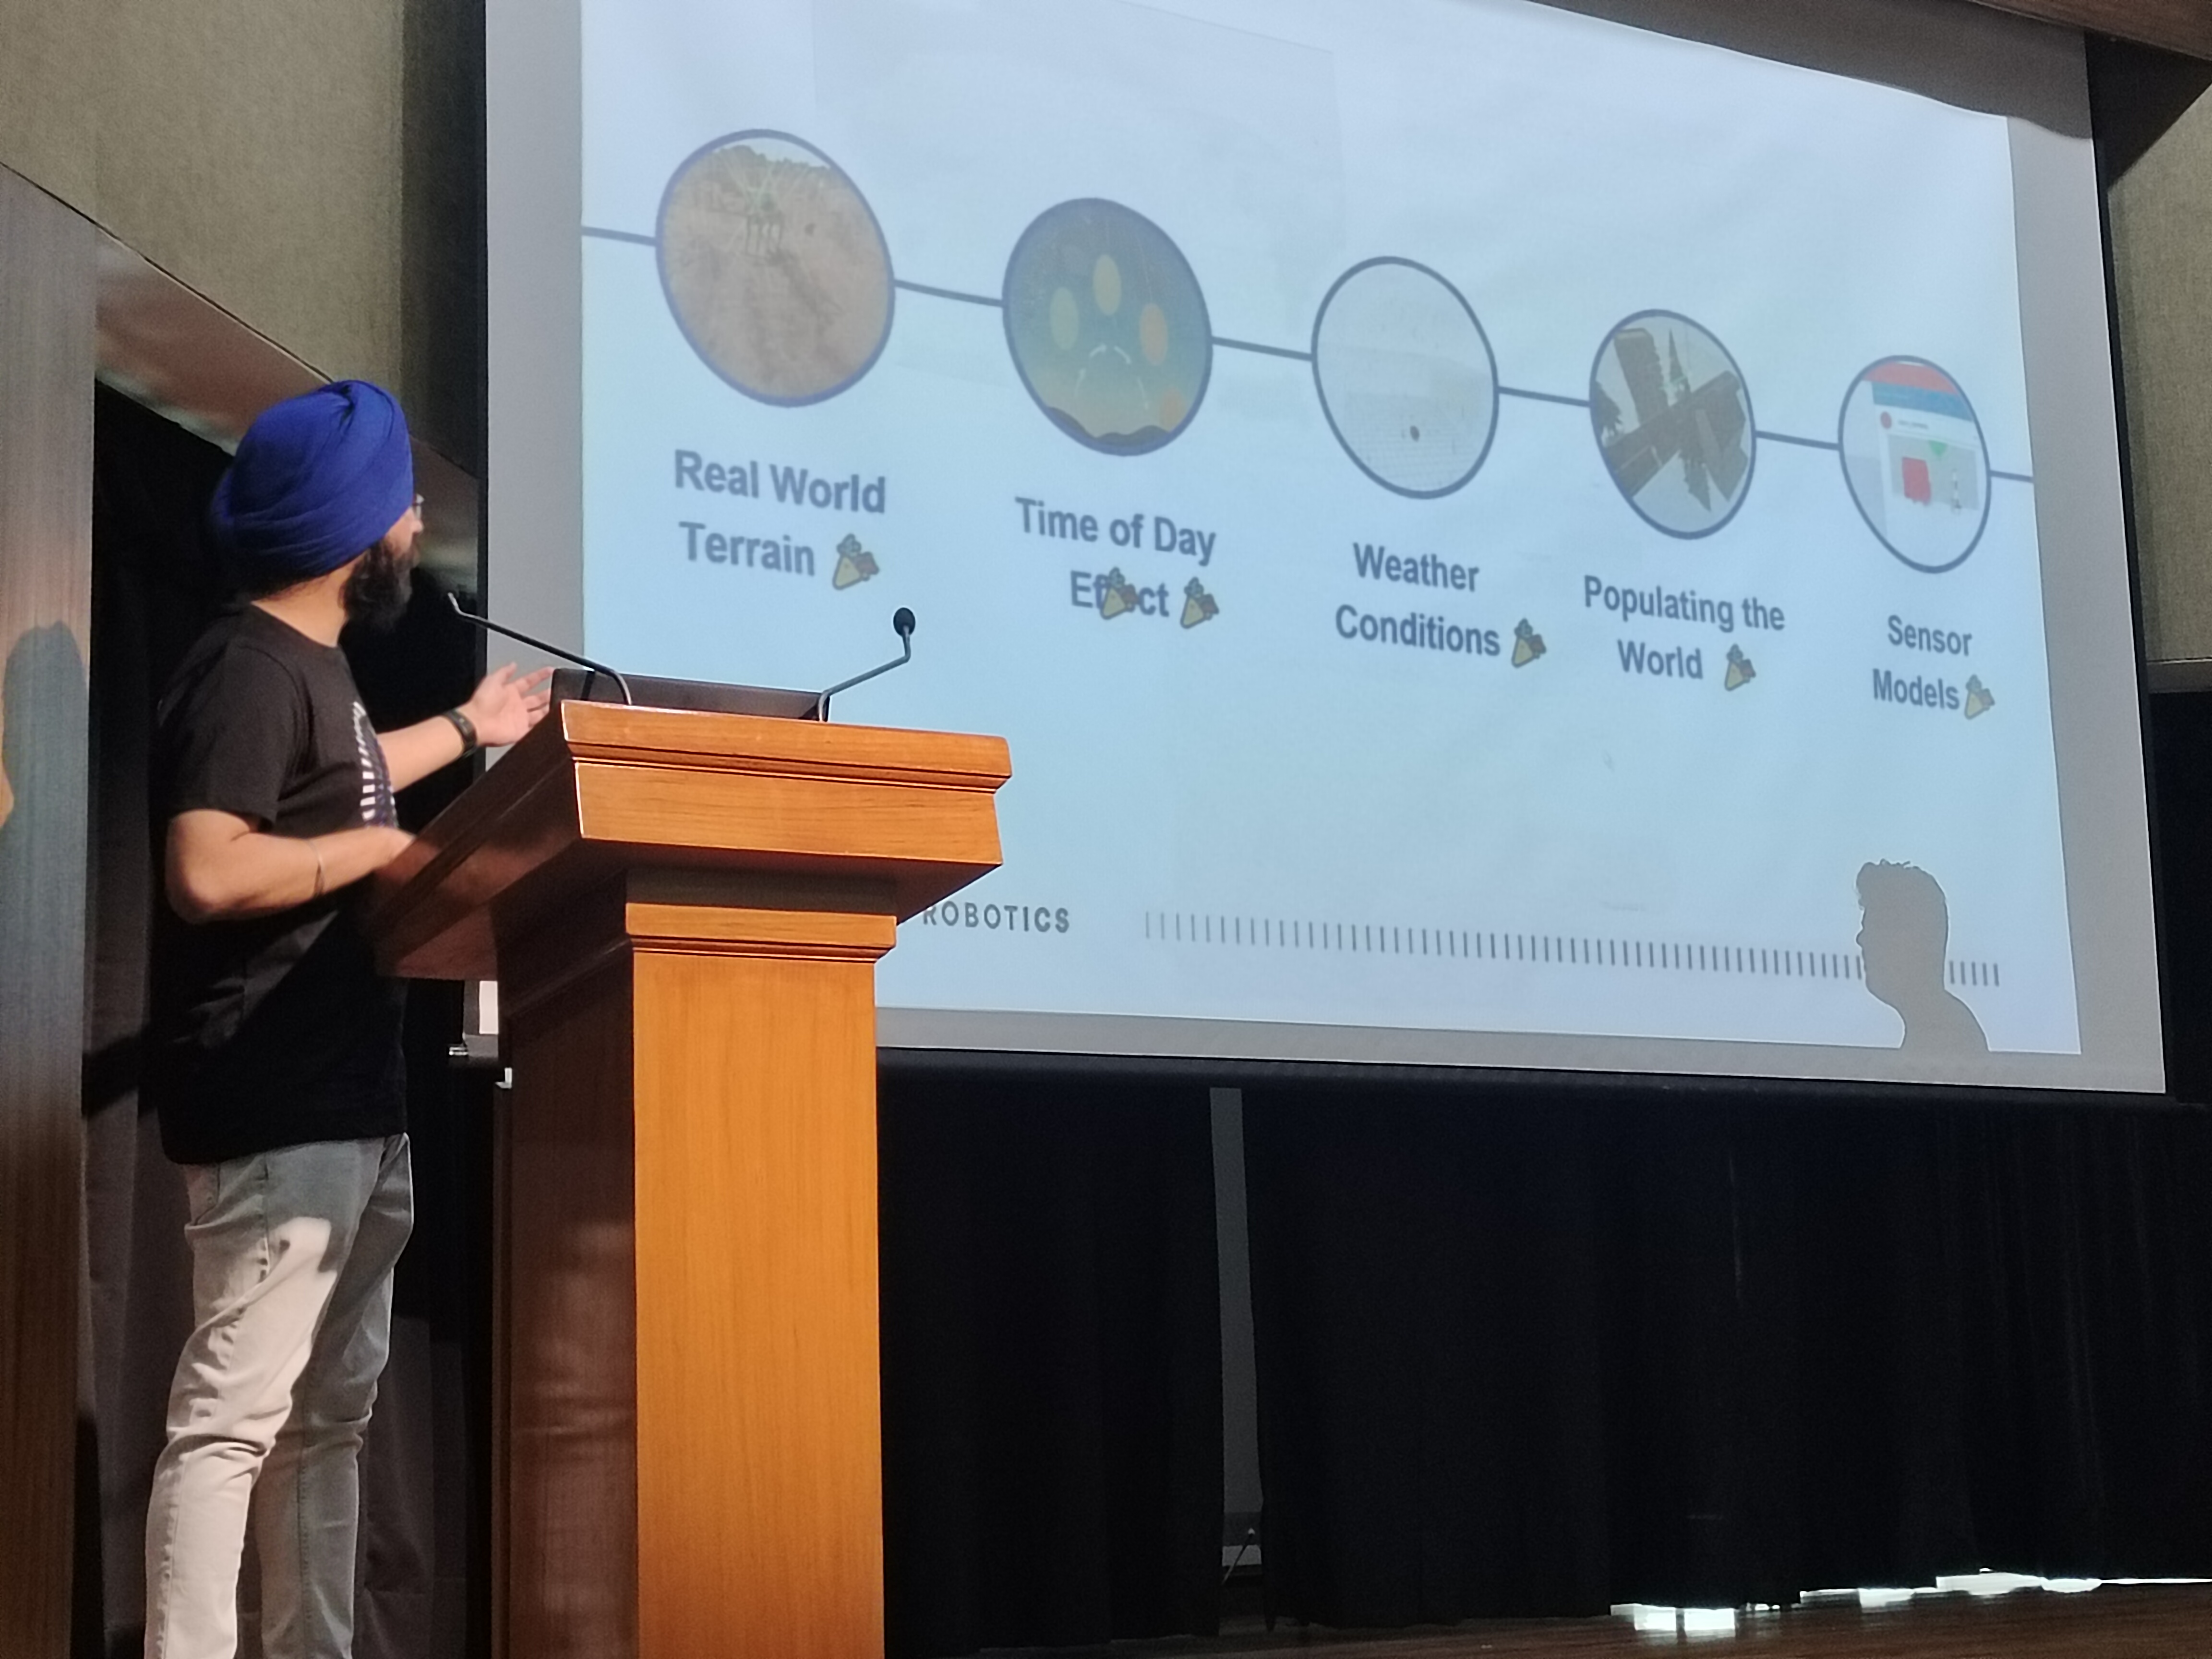 Real World
Terrain
Time of Day
Effect
Weather
Conditions
Populating the
World
Sensor
Models
ROBOTICS